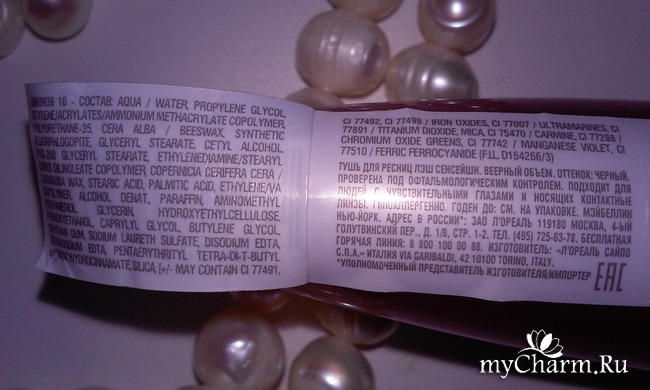 G863938 16 - СОСТАВ: AQUA / WATER, PROPYLENE GLYCOL,
STYRENE/ACRYLATES/AMMONIUM METHACRYLATE COPOLYMER,
POLYURETHANE-35, CERA ALBA / BEESWAX, SYNTHETIC
FLUORPHLOGOPITE, GLYCERYL STEARATE, CETYL ALCOHOL,
PEG-200 GLYCERYL STEARATE, ETHYLENEDIAMINE/STEARYL
DIMER DILINOLEATE COPOLYMER, COPERNICIA CERIFERA CERA /
CARNAUBA WAX, STEARIC ACID, PALMITIC ACID, ETHYLENE/VA
COPOLYMER, ALCOHOL DENAT., PARAFFIN, AMINOMETHYL
PROPANEDIOL, GLYCERIN, HYDROXYETHYLCELLULOSE,
PHENOXYETHANOL, CAPRYLYL GLYCOL, BUTYLENE GLYCOL,
XANTHAN GUM, SODIUM LAURETH SULFATE, DISODIUM EDTA,
TETRASODIUM EDTA, PENTAERYTHRITYL TETRA-DI-T-BUTYL
HYDROXYHYDROCINNAMATE, SILICA (+/- MAY CONTAIN CI 77491,
CI 77492, CI 77499 / IRON OXIDES, CI 77007 / ULTRAMARINES, CI
77891 / TITANIUM DIOXIDE, MICA, CI 75470 / CARMINE, CI 77288 /
CHROMIUM OXIDE GREENS, CI 77742 / MANGANESE VIOLET, CI
77510 / FERRIC FERROCYANIDE (F.I.L. D164266/3)
ТУШЬ ДЛЯ РЕСНИЦ ЛЭШ СЕНСЕЙШН. ВЕЕРНЫЙ ОБЪЕМ. ОТТЕНОК: ЧЕРНЫЙ.
ПРОВЕРЕНА ПОД ОФТАЛЬМОЛОГИЧЕСКИМ КОНТРОЛЕМ. ПОДХОДИТ ДЛЯ
ЛЮДЕЙ С ЧУВСТВИТЕЛЬНЫМИ ГЛАЗАМИ И НОСЯЩИХ КОНТАКТНЫЕ
ЛИНЗЫ. ГИПОАЛЛЕРГЕННО. ГОДЕН ДО: СМ. НА УПАКОВКЕ. МЭЙБЕЛЛИН
НЬЮ-ЙОРК. АДРЕС В РОССИИ*: ЗАО Л'ОРЕАЛЬ 119180 МОСКВА, 4-ЫЙ
ГОЛУТВИНСКИЙ ПЕР., Д. 1/8, СТР. 1-2. ТЕЛ. (495) 725-63-78. БЕСПЛАТНАЯ
ГОРЯЧАЯ ЛИНИЯ: 8 800 100 00 88. ИЗГОТОВИТЕЛЬ: «Л'ОРЕАЛЬ САЙПО
С.П.А.» ИТАЛИЯ VIA GARIBALDI, 42 10100 TORINO, ITALY.
*УПОЛНОМОЧЕННЫЙ ПРЕДСТАВИТЕЛЬ ИЗГОТОВИТЕЛЯ/ИМПОРТЕР
EAC
myCharm.Ru